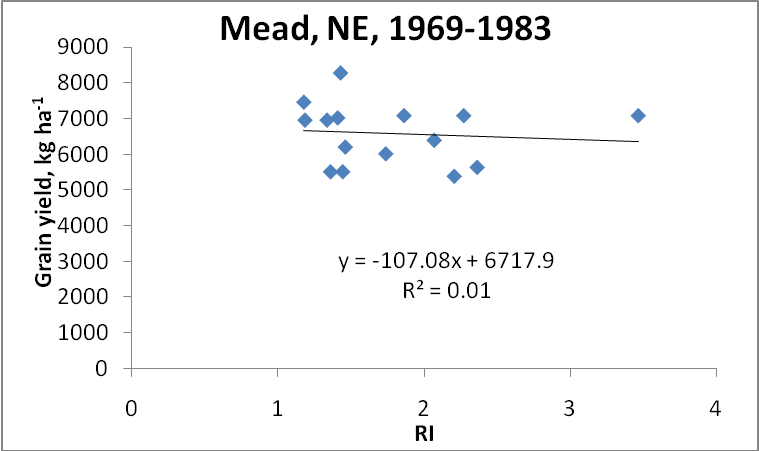 Mead, NE, 1969-1983
Grain yield, kg ha⁻¹
9000
8000
7000
6000
5000
4000
3000
2000
1000
0
y = -107.08x + 6717.9
R² = 0.01
0 1 2 3 4
RI